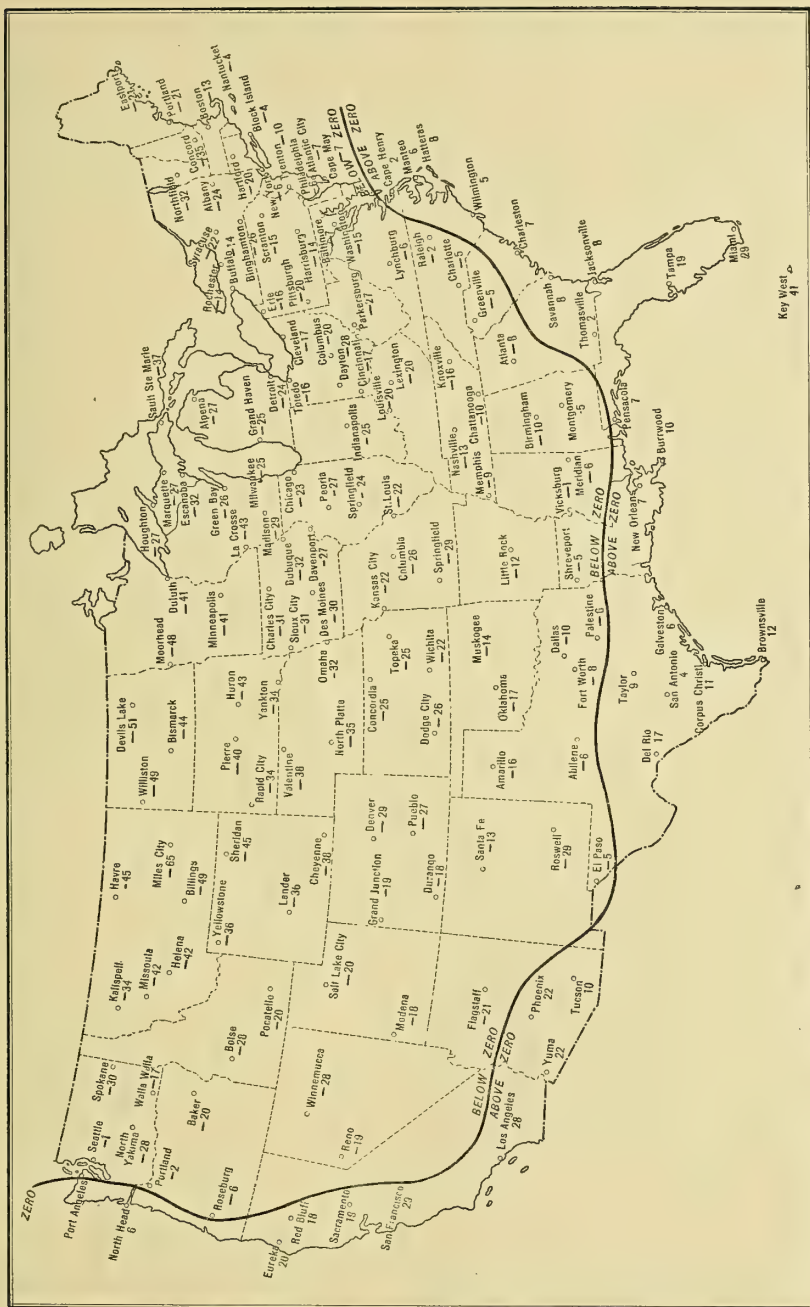 ZERO
Port Angeles
Seattle
—1
North
Yakima
—28
Spokane
—30
Walla Walla
—17
North Head
6
Portland
—2
Baker
—20
Roseburg
—6
Eureka
20
Red Bluff
18
Sacramento
19
San Francisco
29
Reno
—19
Winnemucca
—28
Boise
—28
Pocatello
—20
Salt Lake City
—20
Modena
—18
Los Angeles
28
BELOW ZERO
ABOVE ZERO
Flagstaff
—21
Phoenix
22
Yuma
22
Tucson
10
Kalispell
—34
Missoula
—42
Helena
—42
Havre
—45
Miles City
—65
Billings
—49
Yellowstone
—36
Sheridan
—45
Lander
—36
Cheyenne
—38
Grand Junction
—19
Denver
—29
Pueblo
—27
Durango
—18
Santa Fe
—13
Roswell
—29
El Paso
—5
Williston
—49
Devils Lake
—51
Bismarck
—44
Moorhead
—48
Pierre
—40
Huron
—43
Rapid City
—34
Yankton
—34
Valentine
—38
North Platte
—35
Omaha
—32
Concordia
—25
Topeka
—25
Dodge City
—26
Wichita
—22
Amarillo
—16
Oklahoma
—17
Muskogee
—14
Abilene
—6
Fort Worth
—8
Dallas
—10
Palestine
—6
Taylor
9
Del Rio
17
San Antonio
4
Galveston
6
Corpus Christi
11
Brownsville
12
Duluth
—41
Minneapolis
—41
Charles City
—31
Sioux City
—31
Des Moines
—30
Dubuque
—32
Davenport
—27
Kansas City
—22
Columbia
—26
St. Louis
—22
Springfield
—29
Little Rock
—12
Shreveport
—5
BELOW ZERO
ABOVE ZERO
New Orleans
7
Burrwood
10
Vicksburg
—1
Meridian
—6
Houghton
—27
Marquette
—27
Escanaba
—32
Sault Ste Marie
—37
Green Bay
—26
La Crosse
—43
Madison
—29
Milwaukee
—25
Alpena
—27
Grand Haven
—25
Detroit
—24
Chicago
—23
Peoria
—27
Springfield
—24
Indianapolis
—25
Toledo
—16
Cleveland
—17
Columbus
—20
Dayton
—28
Cincinnati
—17
Louisville
—20
Lexington
—20
Parkersburg
—27
Nashville
—13
Memphis
—9
Knoxville
—16
Chattanooga
—10
Birmingham
—10
Montgomery
—5
Atlanta
—8
Pensacola
7
Thomasville
2
Jacksonville
8
Tampa
19
Miami
29
Key West
41
Savannah
8
Charleston
7
Greenville
—5
Charlotte
—5
Raleigh
—2
Wilmington
5
Hatteras
8
Manteo
6
Cape Henry
2
Lynchburg
—6
Washington
—15
Baltimore
—7
Harrisburg
—14
Pittsburgh
—20
Erie
—16
Buffalo
—14
Rochester
—14
Syracuse
—22
Binghamton
—26
Scranton
—15
Albany
—24
Northfield
—32
Concord
—35
Eastport
—21
Portland
—21
Boston
—13
Nantucket
—4
Block Island
—4
Hartford
—20
New York
—6
Trenton
—10
Philadelphia
Atlantic City
—7
Cape May
—7
BELOW ZERO
ABOVE ZERO